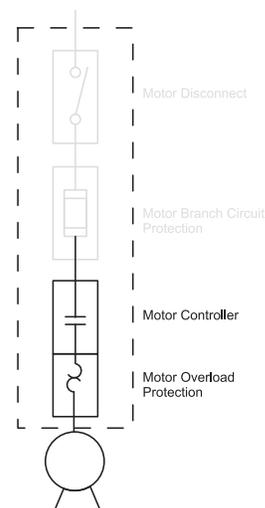 Motor Disconnect
Motor Branch Circuit
Protection
Motor Controller
Motor Overload
Protection